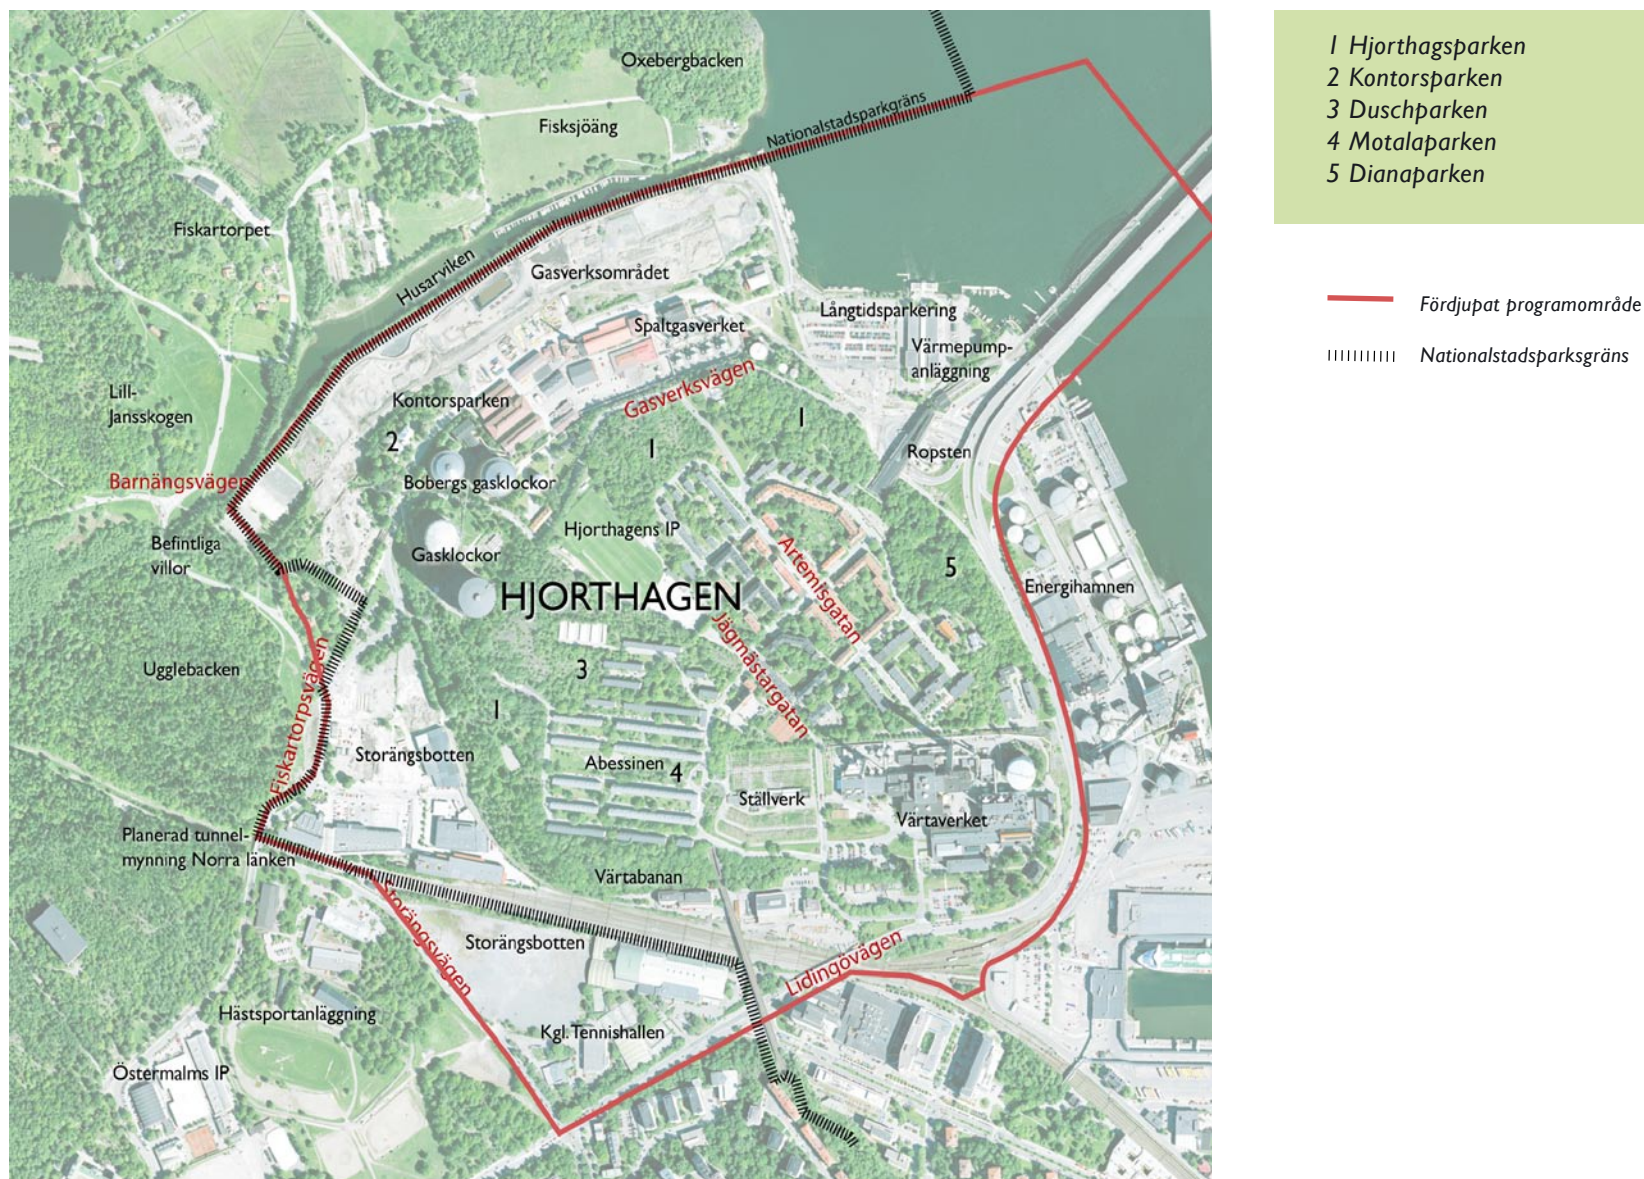 Oxebergbacken
Fisksjöäng
Nationalstadsparkgräns
Fiskartorpet
Husarviken
Gasverksområdet
Långtidsparkering
Spaltgasverket
Värmepump-
anläggning
Gasverksvägen
Lill-
Jansskogen
Kontorsparken
1
1
2
Ropsten
Barnängsvägen
Bobergs gasklockor
Befintliga
villor
Hjorthagens IP
Gasklockor
Artemisgatan
5
Energihamnen
HJORTHAGEN
Jägmästargatan
Ugglebacken
Fiskartorpsvägen
3
1
Storängsbotten
Abessinen
4
Ställverk
Värtaverket
Planerad tunnel-
mynning Norra länken
Värtabanan
Storängsvägen
Storängsbotten
Lidingövägen
Hästsportanläggning
Kgl. Tennishallen
Östermalms IP
1 Hjorthagsparken
2 Kontorsparken
3 Duschparken
4 Motalaparken
5 Dianaparken
Fördjupat programområde
Nationalstadsparksgräns